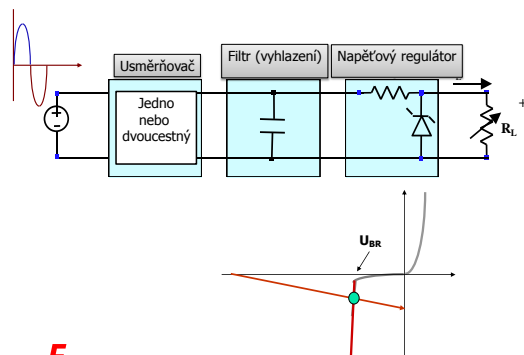 Usměrňovač
Filtr (vyhlazení)
Napěťový regulátor
Jedno
nebo
dvoucestný
+
-
R_L
+
U_BR